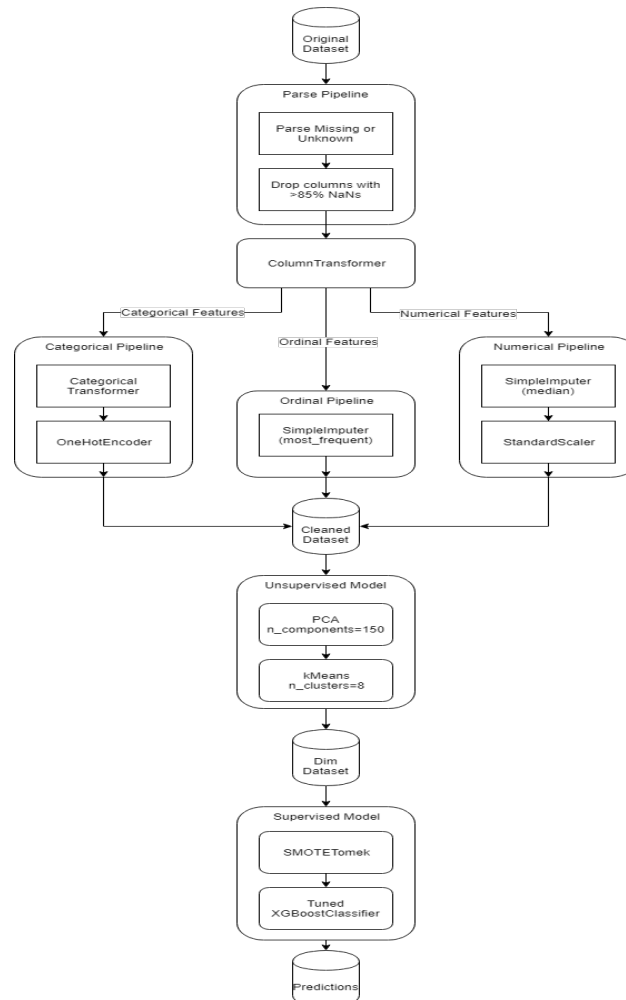 Original
Dataset
Parse Pipeline
Parse Missing or
Unknown
Drop columns with
>85% NaNs
ColumnTransformer
Categorical Features
Numerical Features
Ordinal Features
Categorical Pipeline
Categorical
Transformer
OneHotEncoder
Ordinal Pipeline
SimpleImputer
(most_frequent)
Numerical Pipeline
SimpleImputer
(median)
StandardScaler
Cleaned
Dataset
Unsupervised Model
PCA
n_components=150
kMeans
n_clusters=8
Dim
Dataset
Supervised Model
SMOTETomek
Tuned
XGBoostClassifier
Predictions